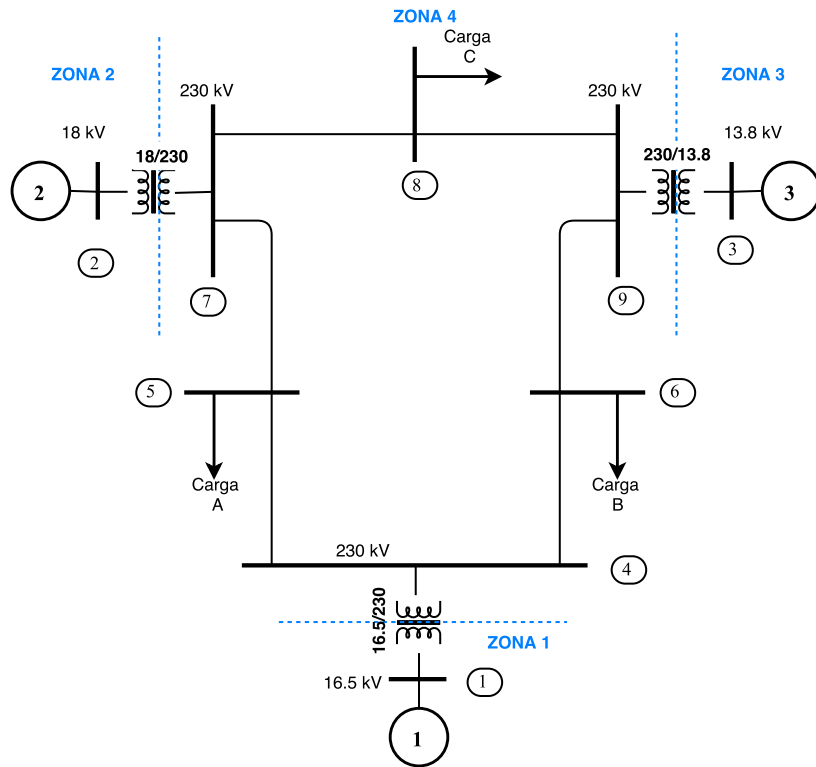 ZONA 4
Carga
C
ZONA 2
ZONA 3
230 kV
230 kV
18 kV
13.8 kV
18/230
230/13.8
2
3
8
2
3
7
9
5
6
Carga
A
Carga
B
230 kV
4
16.5/230
ZONA 1
16.5 kV
1
1